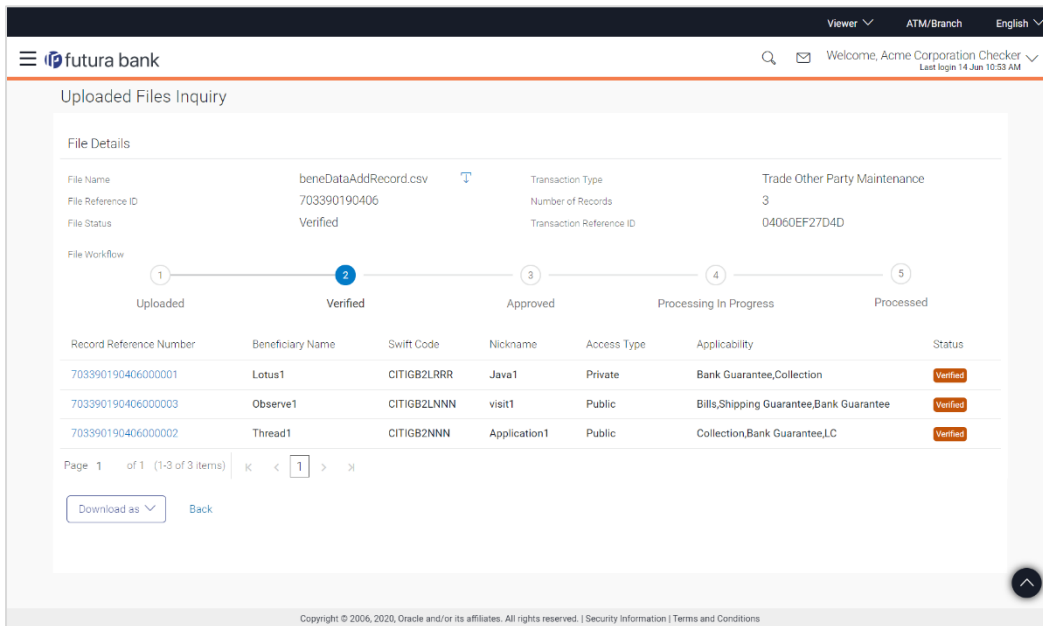 Viewer ATM/Branch English
futura bank Welcome, Acme Corporation Checker
Last login 14 Jun 10:53 AM
Uploaded Files Inquiry
File Details
File Name beneDataAddRecord.csv Transaction Type Trade Other Party Maintenance
File Reference ID 703390190406 Number of Records 3
File Status Verified Transaction Reference ID 04060EF27D4D
File Workflow
1 2 3 4 5
Uploaded Verified Approved Processing In Progress Processed
Record Reference Number Beneficiary Name Swift Code Nickname Access Type Applicability Status
703390190406000001 Lotus1 CITIGB2LRRR Java1 Private Bank Guarantee,Collection Verified
703390190406000003 Observe1 CITIGB2LNNN visit1 Public Bills,Shipping Guarantee,Bank Guarantee Verified
703390190406000002 Thread1 CITIGB2NNN Application1 Public Collection,Bank Guarantee,LC Verified
Page 1 of 1 (1-3 of 3 items) 1
Download as Back
Copyright © 2006, 2020, Oracle and/or its affiliates. All rights reserved. | Security Information | Terms and Conditions